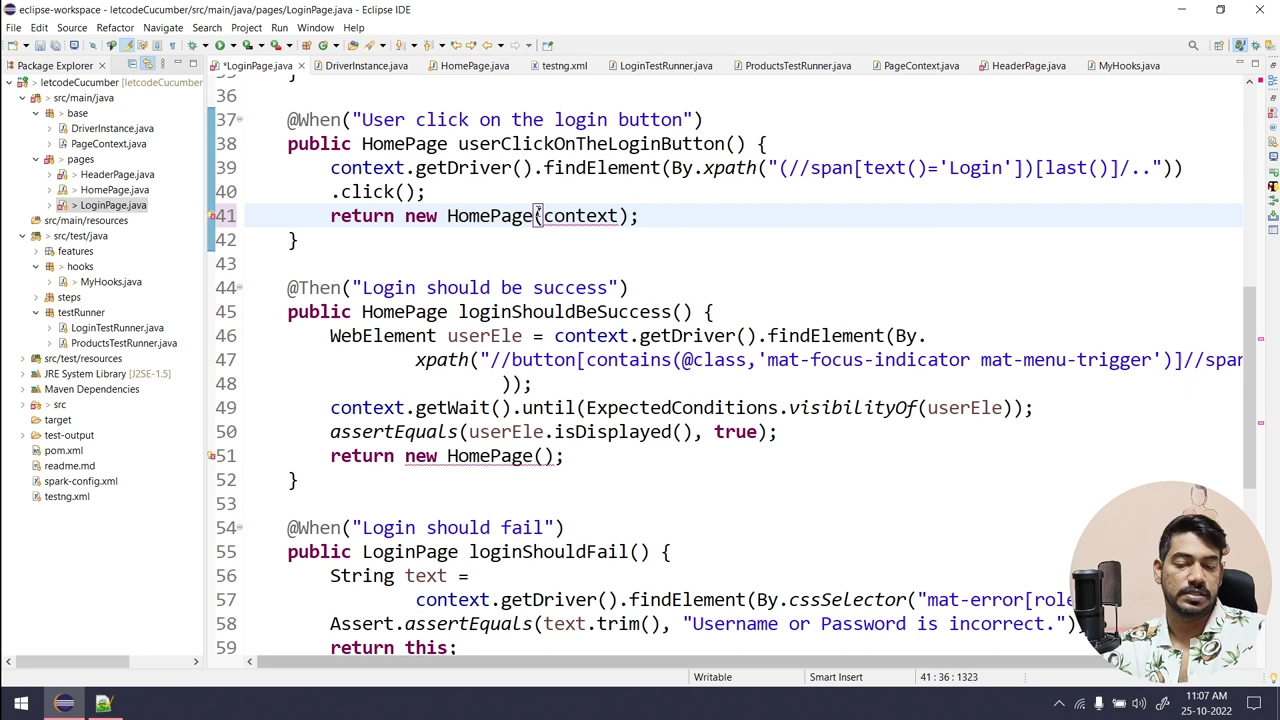 eclipse-workspace - letcodeCucumber/src/main/java/pages/LoginPage.java - Eclipse IDE
File Edit Source Refactor Navigate Search Project Run Window Help
Package Explorer
*LoginPage.java DriverInstance.java HomePage.java testng.xml LoginTestRunner.java ProductsTestRunner.java PageContext.java HeaderPage.java MyHooks.java
> letcodeCucumber [letcodeCucumber
> src/main/java
> base
DriverInstance.java
PageContext.java
> pages
> HeaderPage.java
> HomePage.java
> LoginPage.java
src/main/resources
> src/test/java
features
> hooks
> MyHooks.java
steps
> testRunner
> LoginTestRunner.java
> ProductsTestRunner.java
src/test/resources
JRE System Library [J2SE-1.5]
Maven Dependencies
> src
target
test-output
pom.xml
readme.md
spark-config.xml
testng.xml
36
37 @When("User click on the login button")
38 public HomePage userClickOnTheLoginButton() {
39 context.getDriver().findElement(By.xpath("(//span[text()='Login'])[last()]/.."))
40 .click();
41 return new HomePage(context);
42 }
43
44 @Then("Login should be success")
45 public HomePage loginShouldBeSuccess() {
46 WebElement userEle = context.getDriver().findElement(By.
47 xpath("//button[contains(@class,'mat-focus-indicator mat-menu-trigger')]//span
48 ));
49 context.getWait().until(ExpectedConditions.visibilityOf(userEle));
50 assertEquals(userEle.isDisplayed(), true);
51 return new HomePage();
52 }
53
54 @When("Login should fail")
55 public LoginPage loginShouldFail() {
56 String text =
57 context.getDriver().findElement(By.cssSelector("mat-error[role
58 Assert.assertEquals(text.trim(), "Username or Password is incorrect.")
59 return this;
Writable Smart Insert 41 : 36 : 1323
11:07 AM
25-10-2022